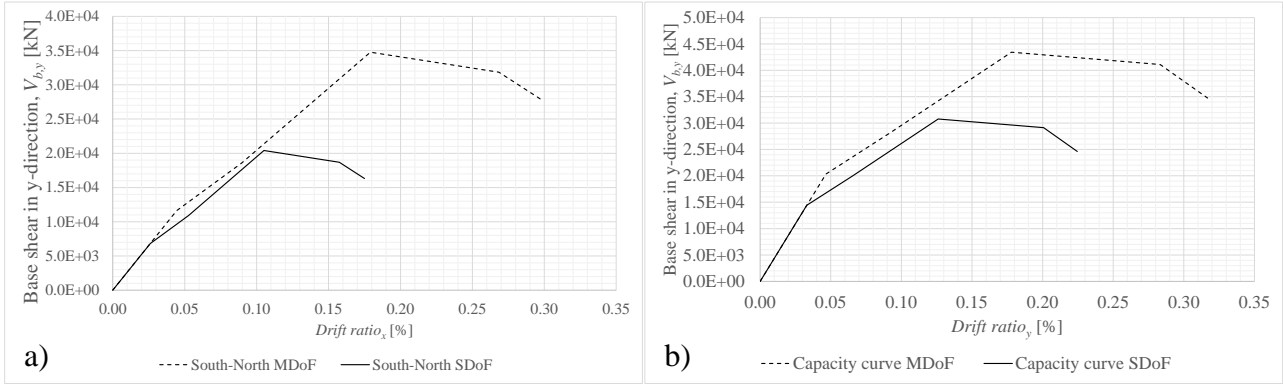 Base shear in y-direction, Vb,y [kN]
4.0E+04
3.5E+04
3.0E+04
2.5E+04
2.0E+04
1.5E+04
1.0E+04
5.0E+03
0.0E+00
0.00 0.05 0.10 0.15 0.20 0.25 0.30 0.35
Drift ratiox [%]
a)
South-North MDoF South-North SDoF
Base shear in y-direction, Vb,y [kN]
5.0E+04
4.5E+04
4.0E+04
3.5E+04
3.0E+04
2.5E+04
2.0E+04
1.5E+04
1.0E+04
5.0E+03
0.0E+00
0.00 0.05 0.10 0.15 0.20 0.25 0.30 0.35
Drift ratioy [%]
b)
Capacity curve MDoF Capacity curve SDoF